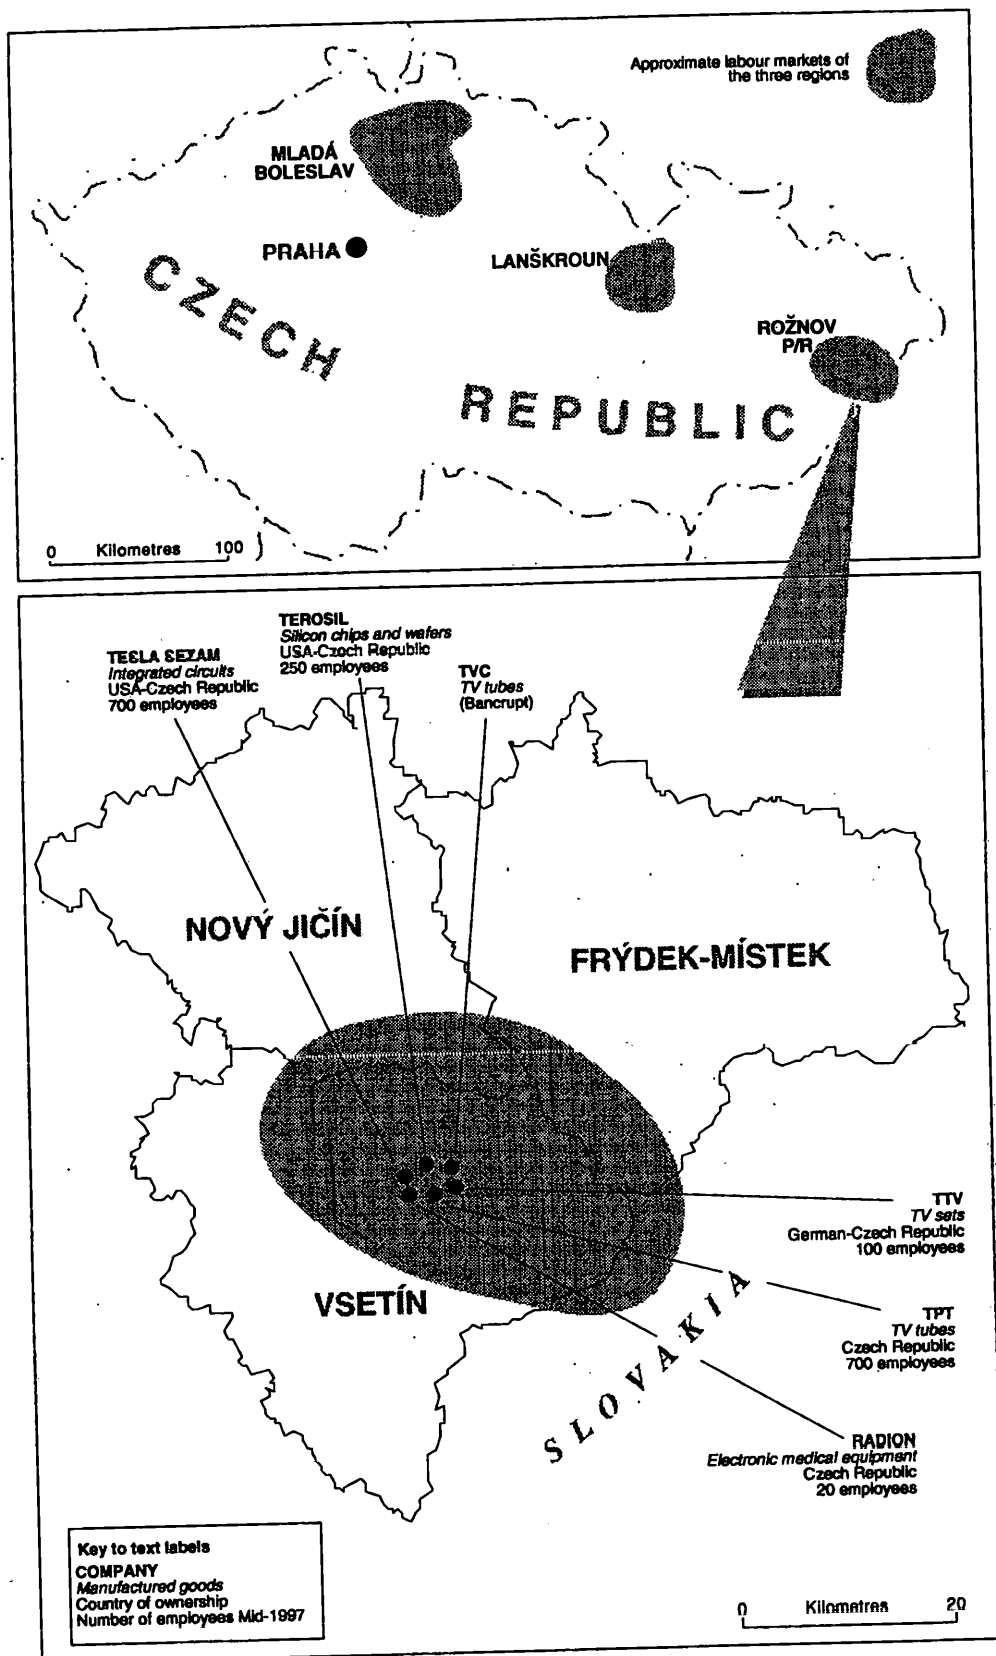 Approximate labour markets of
the three regions
MLADÁ
BOLESLAV
PRAHA
LANŠKROUN
ROŽNOV
P/R
CZECH
REPUBLIC
0 Kilometres 100
TEROSIL
Silicon chips and wafers
USA-Czech Republic
250 employees
TESLA SEZAM
Integrated circuits
USA-Czech Republic
700 employees
TVC
TV tubes
(Bancrupt)
NOVÝ JIČÍN
FRÝDEK-MÍSTEK
VSETÍN
SLOVAKIA
TTV
TV sets
German-Czech Republic
100 employees
TPT
TV tubes
Czech Republic
700 employees
RADION
Electronic medical equipment
Czech Republic
20 employees
Key to text labels
COMPANY
Manufactured goods
Country of ownership
Number of employees Mid-1997
0 Kilometres 20